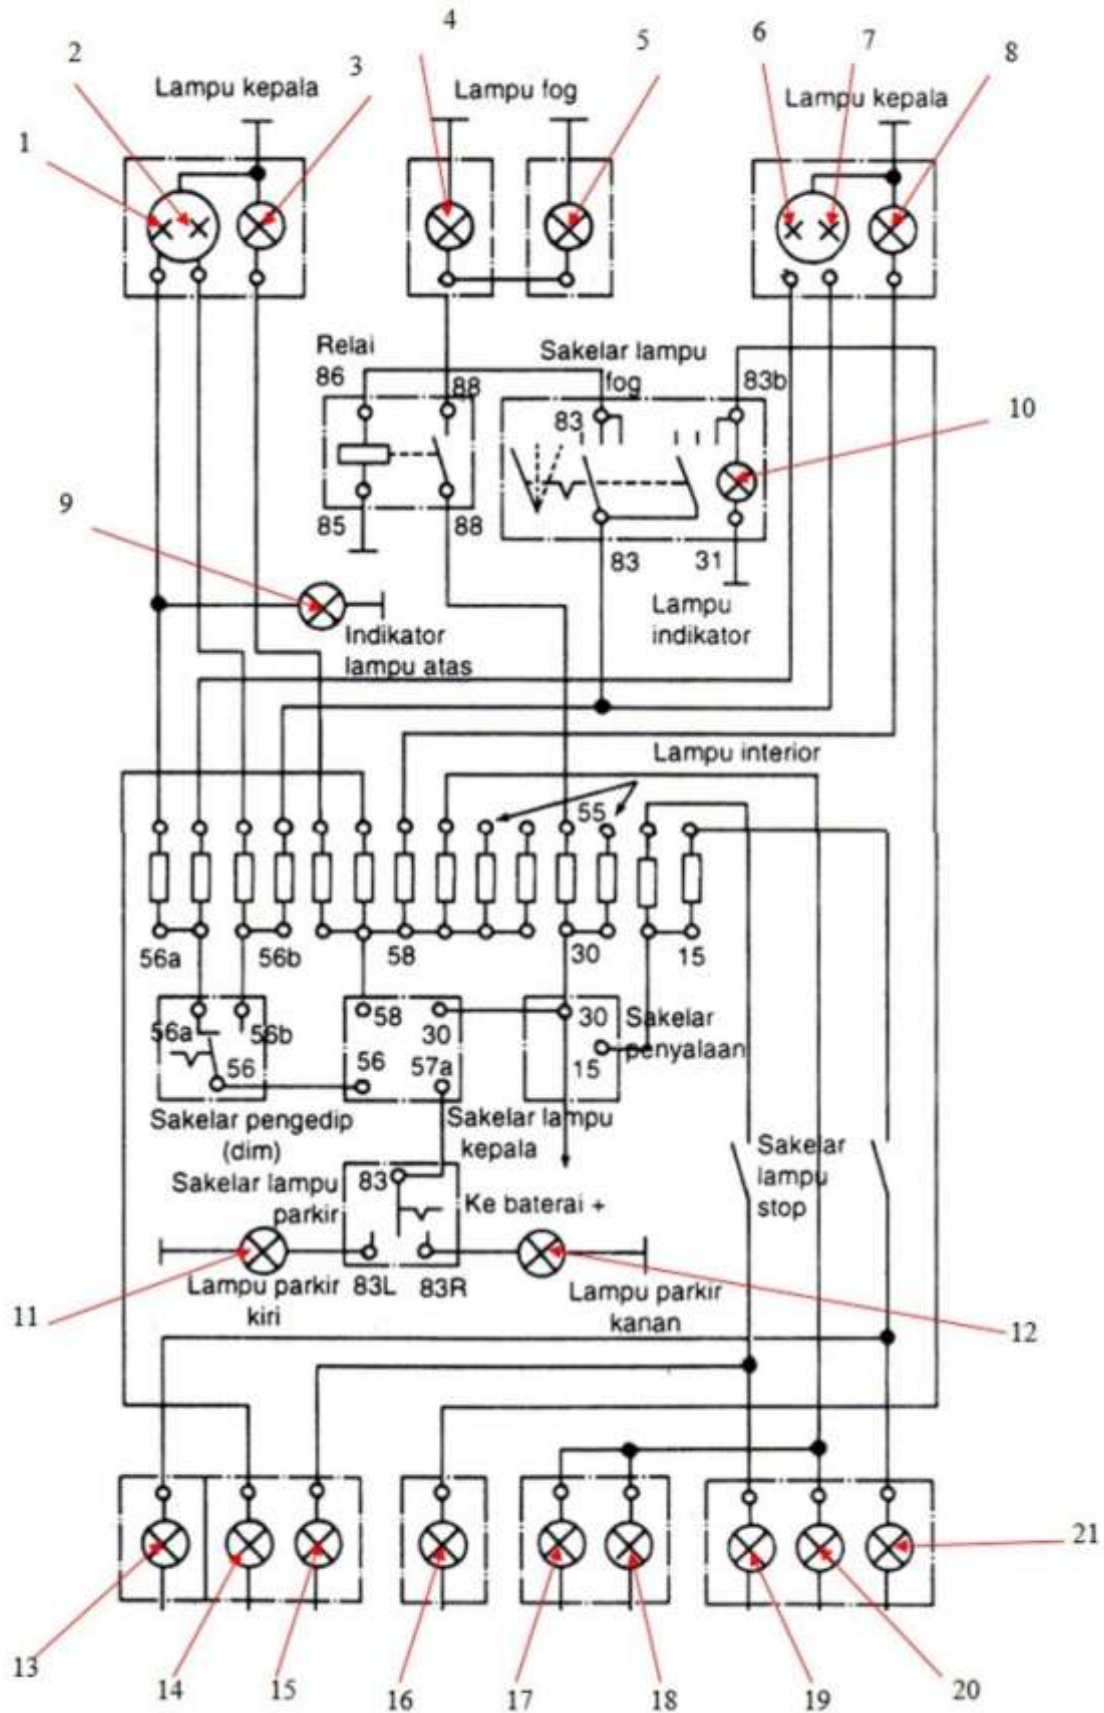 4
6
7
2
3
5
8
Lampu kepala
Lampu fog
Lampu kepala
1
Relai
86
88
Sakelar lampu
fog
83b
83
10
9
85
88
83
31
Lampu
indikator
Indikator
lampu atas
Lampu interior
55
56a
56b
58
30
15
56a
56b
56
58
30
56
57a
30
15
Sakelar
penyalaan
Sakelar pengedip
(dim)
Sakelar lampu
kepala
Sakelar
lampu
stop
Sakelar lampu
parkir
83
Ke baterai +
Lampu parkir
kiri
83L
83R
Lampu parkir
kanan
11
12
21
13
14
15
16
17
18
19
20